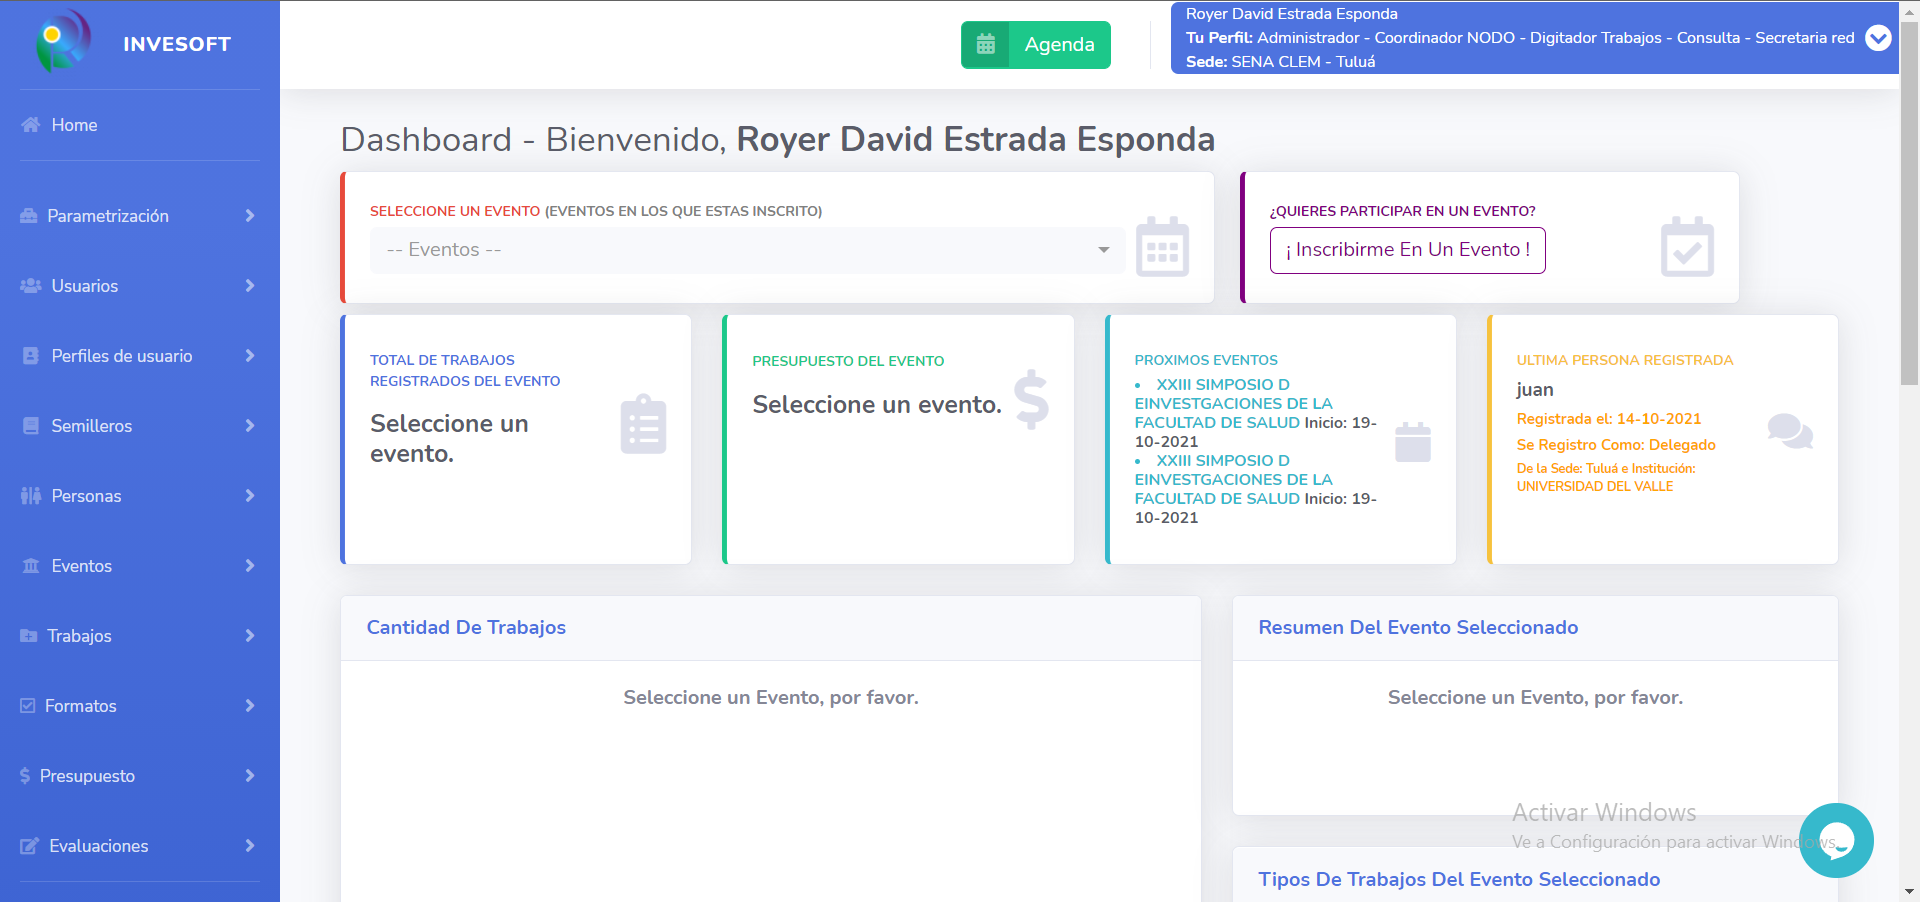 INVESOFT
Home
Parametrización
Usuarios
Perfiles de usuario
Semilleros
Personas
Eventos
Trabajos
Formatos
Presupuesto
Evaluaciones
Agenda
Royer David Estrada Esponda
Tu Perfil: Administrador - Coordinador NODO - Digitador Trabajos - Consulta - Secretaria red
Sede: SENA CLEM - Tuluá
Dashboard - Bienvenido, Royer David Estrada Esponda
SELECCIONE UN EVENTO (EVENTOS EN LOS QUE ESTAS INSCRITO)
-- Eventos --
¿QUIERES PARTICIPAR EN UN EVENTO?
¡ Inscribirme En Un Evento !
TOTAL DE TRABAJOS
REGISTRADOS DEL EVENTO
Seleccione un
evento.
PRESUPUESTO DEL EVENTO
Seleccione un evento.
PROXIMOS EVENTOS
• XXIII SIMPOSIO D
EINVESTGACIONES DE LA
FACULTAD DE SALUD Inicio: 19-
10-2021
• XXIII SIMPOSIO D
EINVESTGACIONES DE LA
FACULTAD DE SALUD Inicio: 19-
10-2021
ULTIMA PERSONA REGISTRADA
juan
Registrada el: 14-10-2021
Se Registro Como: Delegado
De la Sede: Tuluá e Institución:
UNIVERSIDAD DEL VALLE
Cantidad De Trabajos
Seleccione un Evento, por favor.
Resumen Del Evento Seleccionado
Seleccione un Evento, por favor.
Activar Windows
Ve a Configuración para activar Windows.
Tipos De Trabajos Del Evento Seleccionado